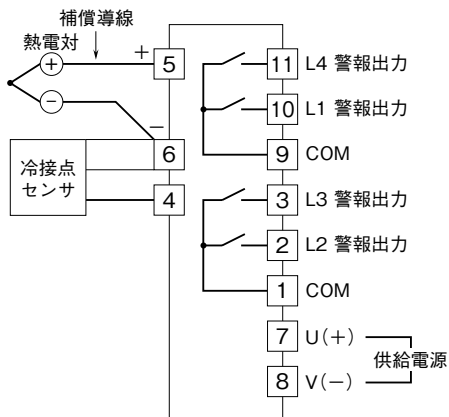 補償導線
熱電対
+
+
−
−
5
6
4
冷接点
センサ
11 L4 警報出力
10 L1 警報出力
9 COM
3 L3 警報出力
2 L2 警報出力
1 COM
7 U(+)
8 V(−)
供給電源